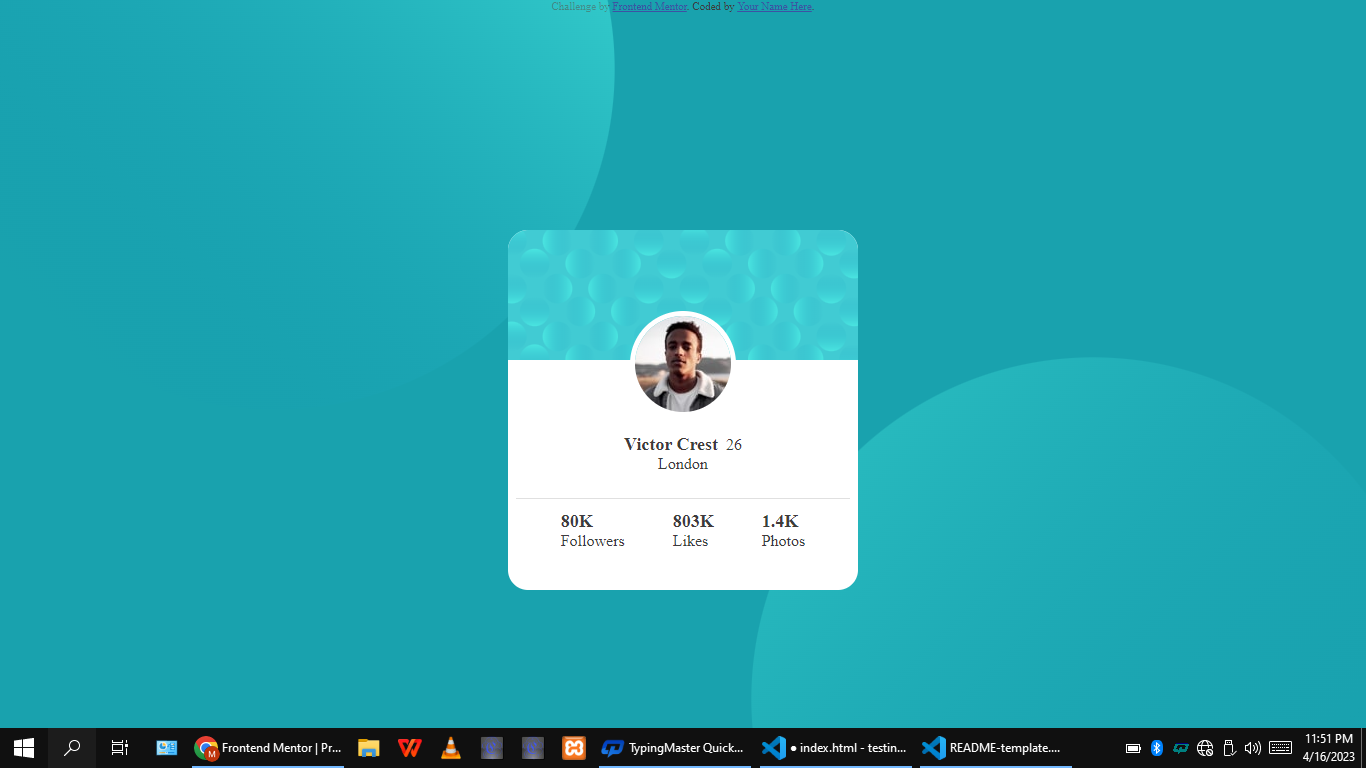 Challenge by Frontend Mentor. Coded by Your Name Here.
Victor Crest 26
London
80K 803K 1.4K
Followers Likes Photos
M
Frontend Mentor | Pr...
TypingMaster Quick...
● index.html - testin...
README-template....
11:51 PM
4/16/2023